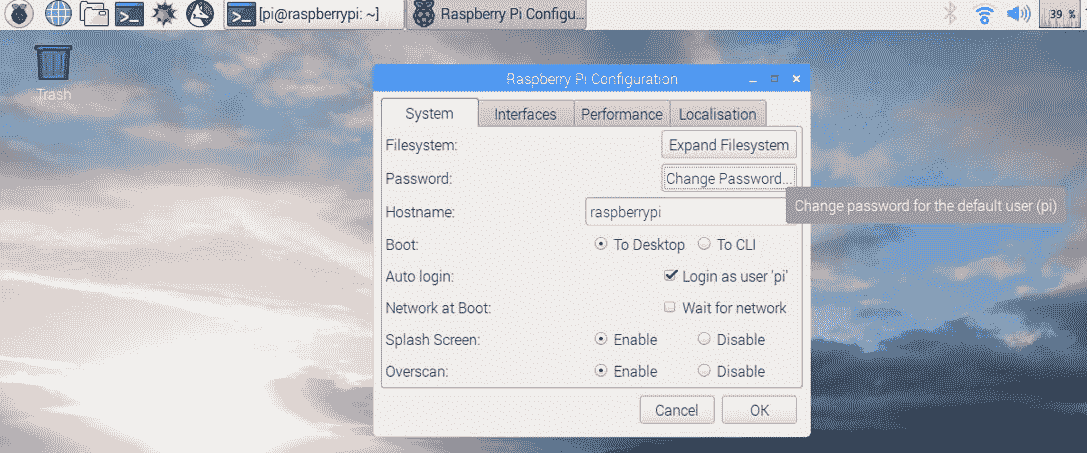 [pi@raspberrypi: ~]
Raspberry Pi Configu...
39 %
Trash
Raspberry Pi Configuration
System Interfaces Performance Localisation
Filesystem: Expand Filesystem
Password: Change Password...
Change password for the default user (pi)
Hostname: raspberrypi
Boot: To Desktop To CLI
Auto login: Login as user 'pi'
Network at Boot: Wait for network
Splash Screen: Enable Disable
Overscan: Enable Disable
Cancel OK